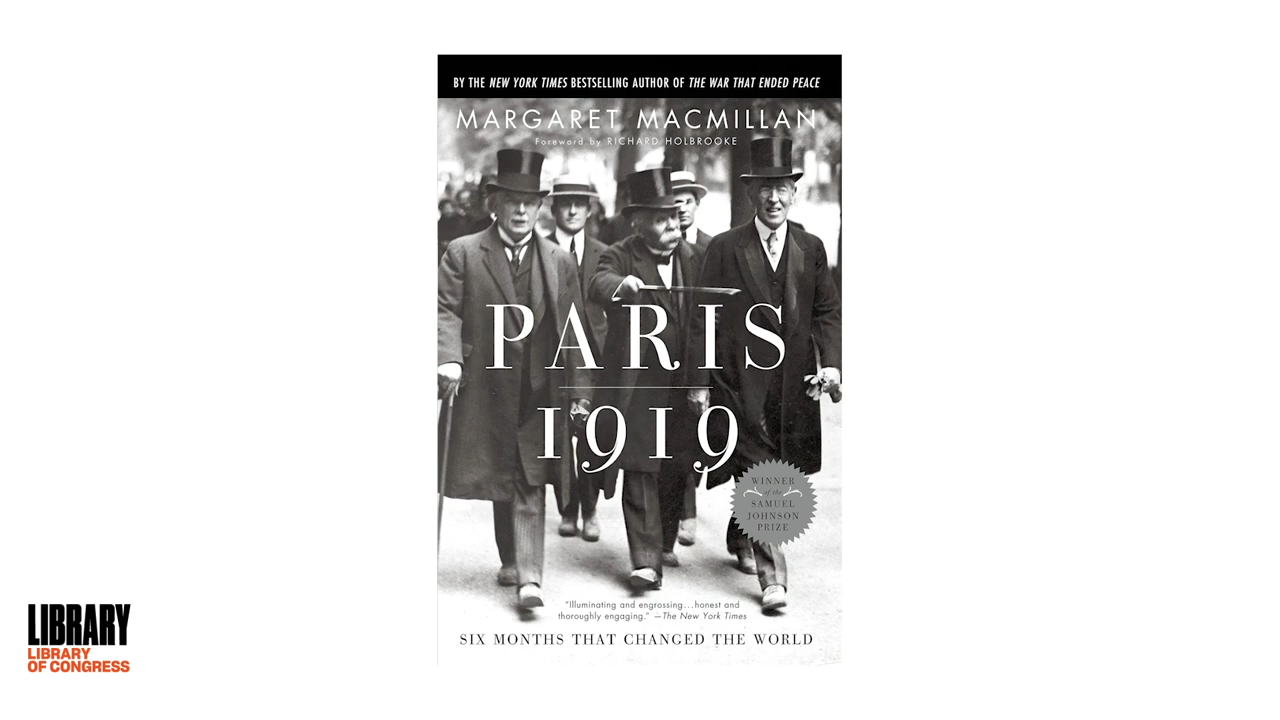 BY THE NEW YORK TIMES BESTSELLING AUTHOR OF THE WAR THAT ENDED PEACE
MARGARET MACMILLAN
Foreword by RICHARD HOLBROOKE
PARIS
1919
WINNER
of the
SAMUEL
JOHNSON
PRIZE
"Illuminating and engrossing...honest and
thoroughly engaging." —The New York Times
SIX MONTHS THAT CHANGED THE WORLD
LIBRARY
LIBRARY
OF CONGRESS